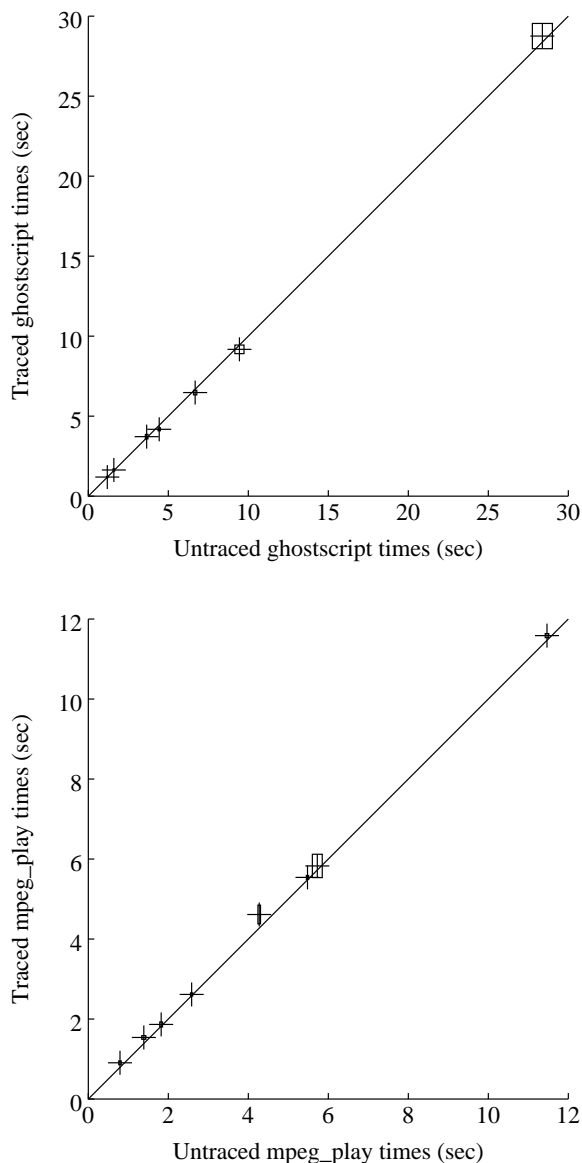 30
25
20
15
10
5
0
Traced ghostscript times (sec)
0 5 10 15 20 25 30
Untraced ghostscript times (sec)
12
10
8
6
4
2
0
Traced mpeg_play times (sec)
0 2 4 6 8 10 12
Untraced mpeg_play times (sec)